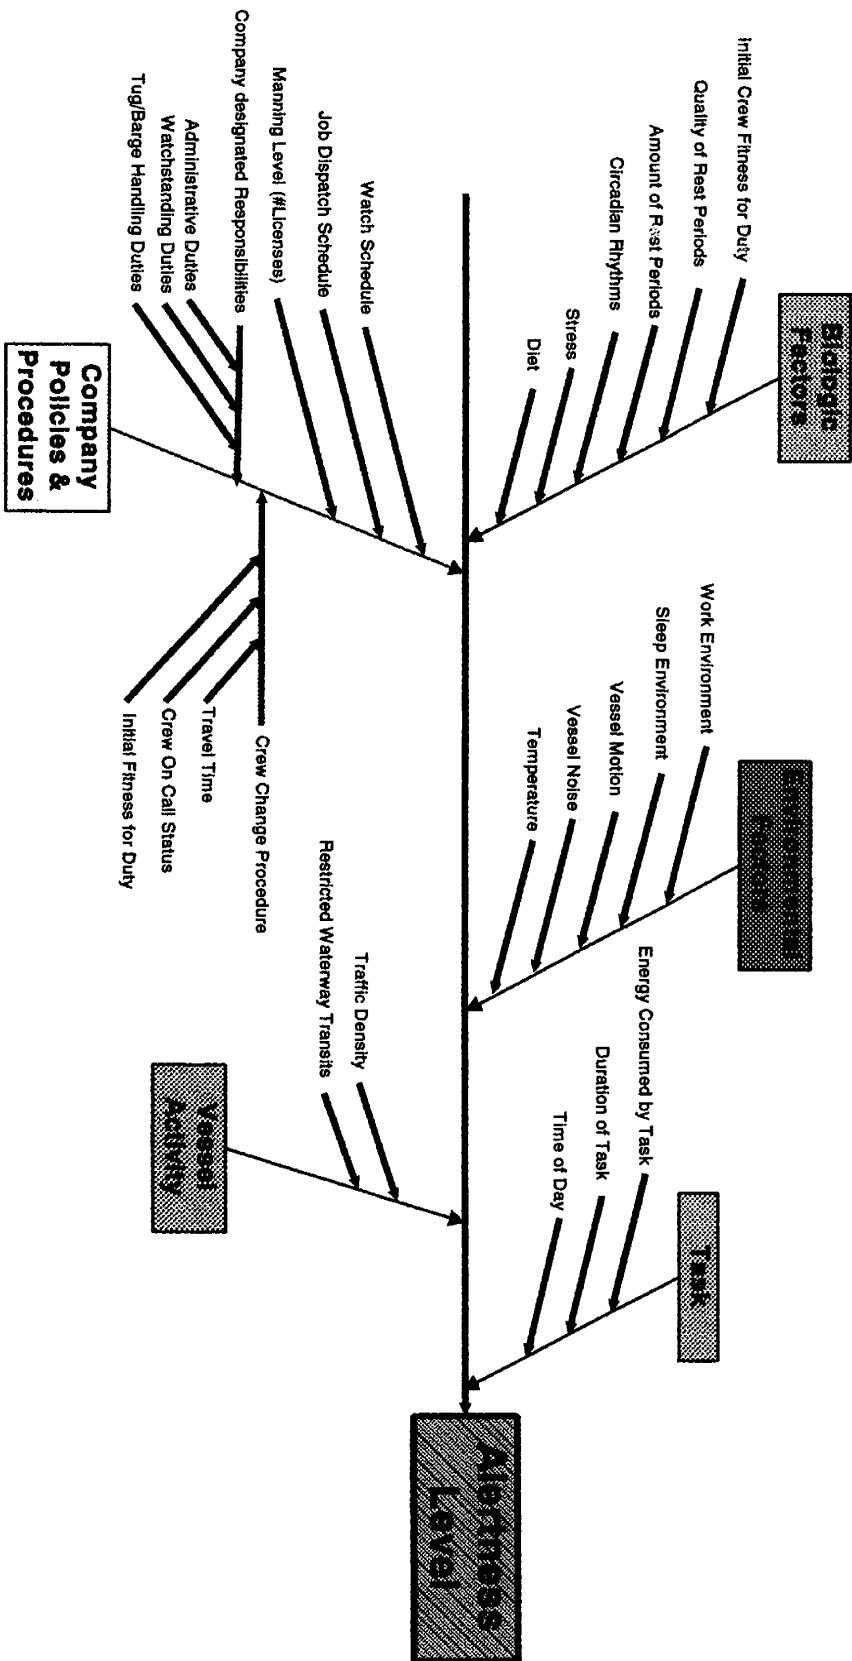 Biologic
Factors
Initial Crew Fitness for Duty
Quality of Rest Periods
Amount of Rest Periods
Circadian Rhythms
Stress
Diet
Environmental
Factors
Work Environment
Sleep Environment
Vessel Motion
Vessel Noise
Temperature
Task
Energy Consumed by Task
Duration of Task
Time of Day
Alertness
Level
Watch Schedule
Job Dispatch Schedule
Manning Level (#Licenses)
Company designated Responsibilities
Administrative Duties
Watchstanding Duties
Tug/Barge Handling Duties
Company
Policies &
Procedures
Crew Change Procedure
Travel Time
Crew On Call Status
Initial Fitness for Duty
Traffic Density
Restricted Waterway Transits
Vessel
Activity